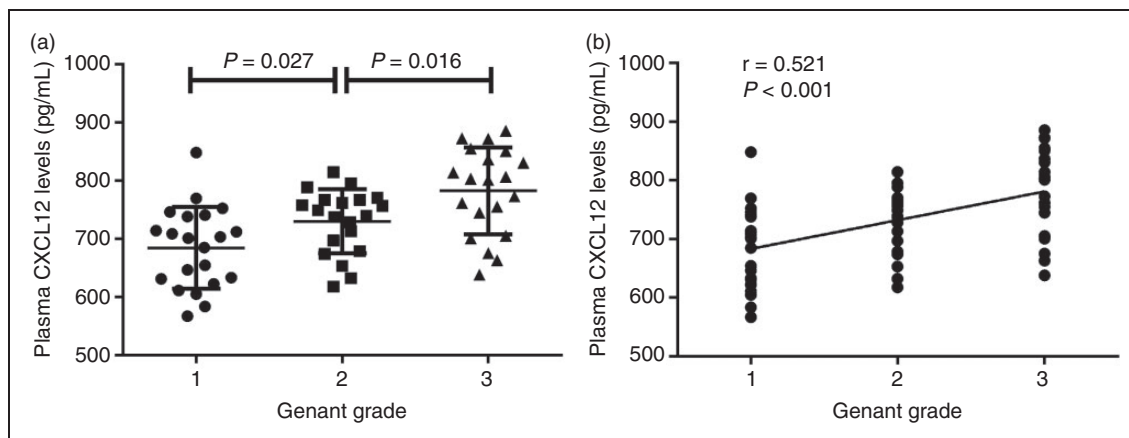 (a)
P = 0.027
P = 0.016
1000
900
800
700
600
500
Plasma CXCL12 levels (pg/mL)
1
2
3
Genant grade
(b)
r = 0.521
P < 0.001
1000
900
800
700
600
500
Plasma CXCL12 levels (pg/mL)
1
2
3
Genant grade